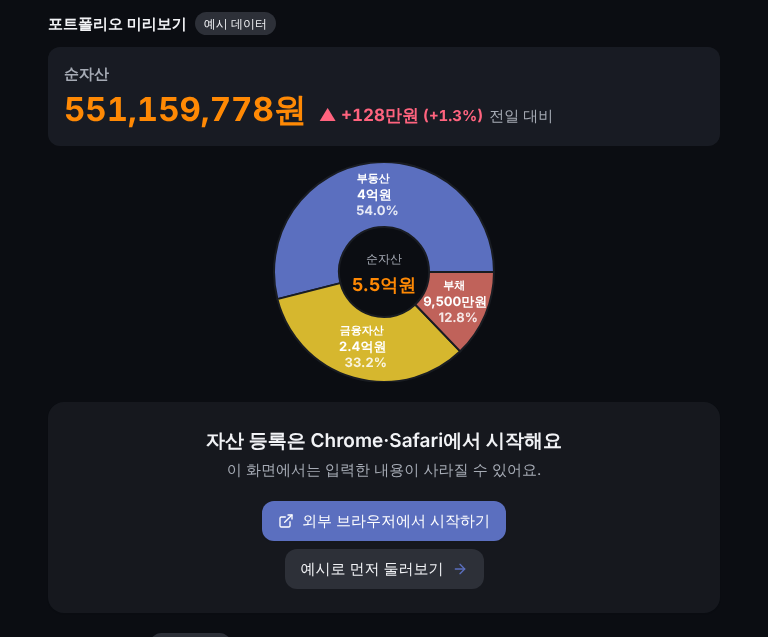 포트폴리오 미리보기 예시 데이터
순자산
551,159,778원 ▲ +128만원 (+1.3%) 전일 대비
부동산
4억원
54.0%
순자산
5.5억원
부채
9,500만원
12.8%
금융자산
2.4억원
33.2%
자산 등록은 Chrome·Safari에서 시작해요
이 화면에서는 입력한 내용이 사라질 수 있어요.
외부 브라우저에서 시작하기
예시로 먼저 둘러보기 →